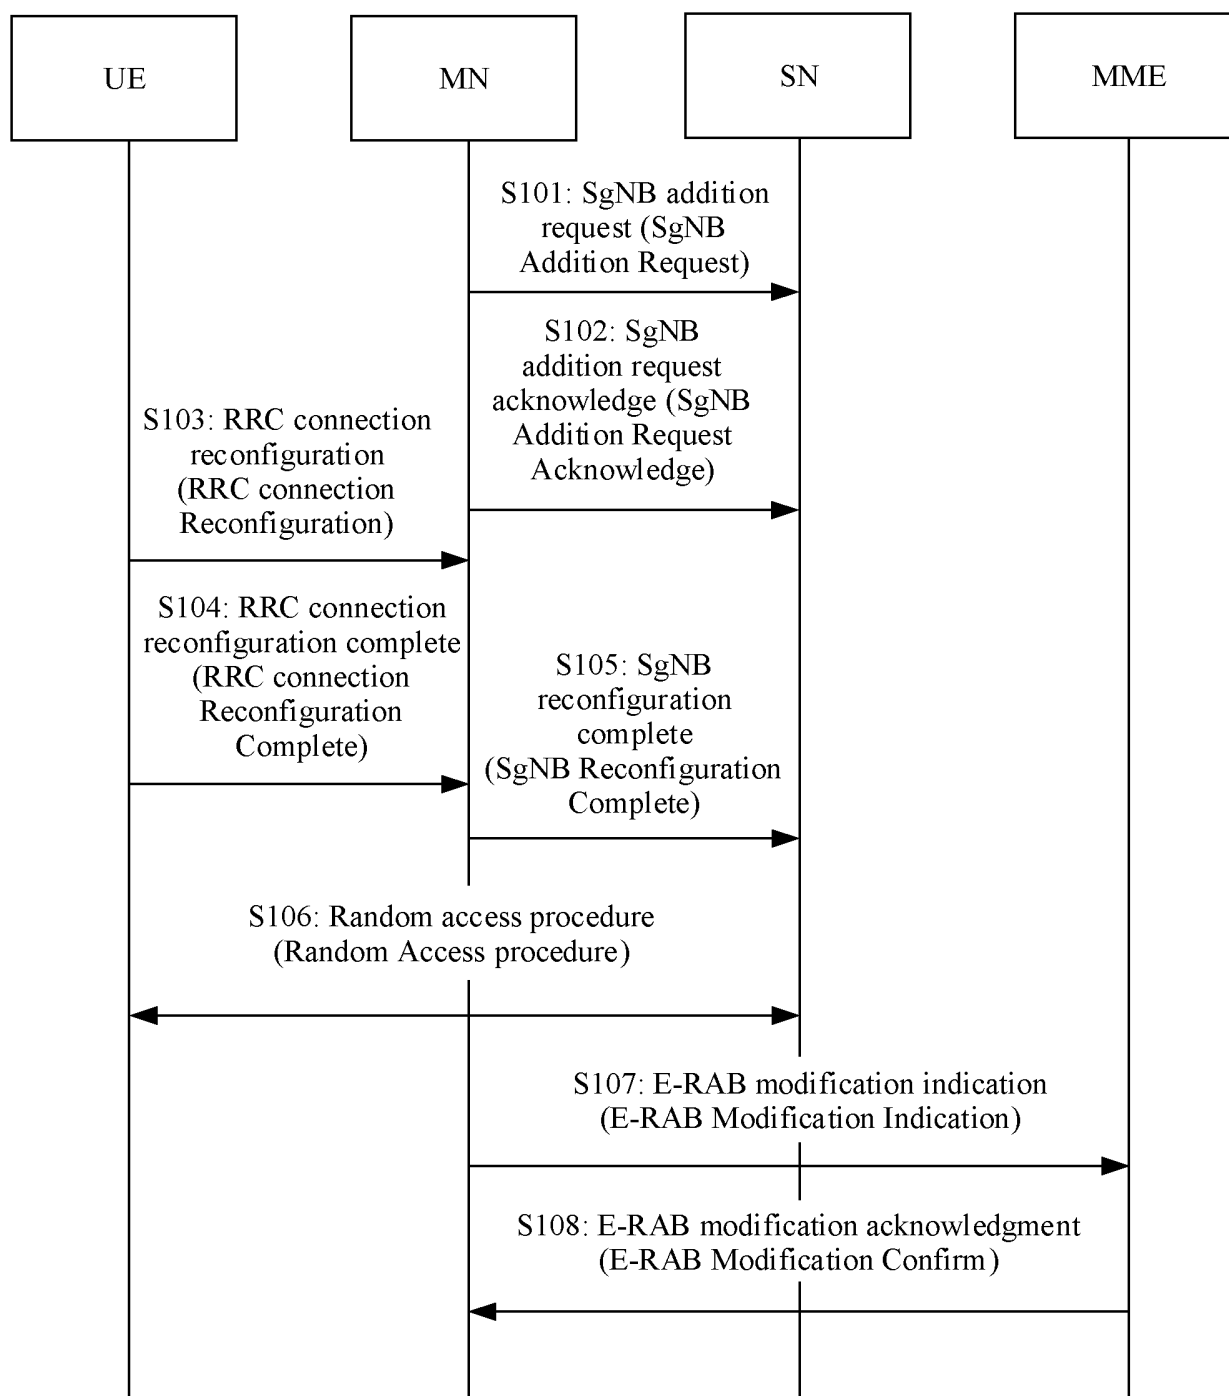 UE
MN
SN
MME
S101: SgNB addition
request (SgNB
Addition Request)
S102: SgNB
addition request
acknowledge (SgNB
Addition Request
Acknowledge)
S103: RRC connection
reconfiguration
(RRC connection
Reconfiguration)
S104: RRC connection
reconfiguration complete
(RRC connection
Reconfiguration
Complete)
S105: SgNB
reconfiguration
complete
(SgNB Reconfiguration
Complete)
S106: Random access procedure
(Random Access procedure)
S107: E-RAB modification indication
(E-RAB Modification Indication)
S108: E-RAB modification acknowledgment
(E-RAB Modification Confirm)